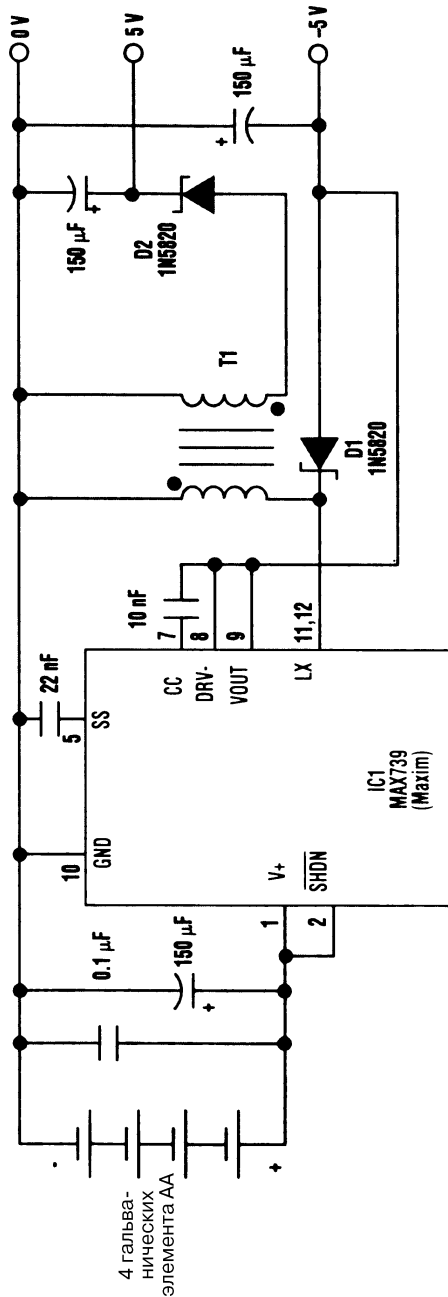 0 V
5 V
–5 V
150 µF
+
150 µF
+
D2
1N5820
T1
D1
1N5820
10 nF
7
8
9
11,12
CC
DRV-
VOUT
LX
22 nF
5
SS
10
GND
IC1
MAX739
(Maxim)
V+
SHDN
1
2
0.1 µF
150 µF
+
-
+
4 гальва-
нических
элемента АА